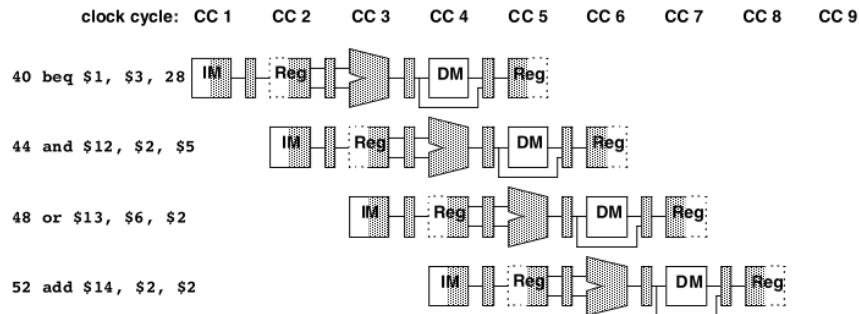 clock cycle: CC 1 CC 2 CC 3 CC 4 CC 5 CC 6 CC 7 CC 8 CC 9
40 beq $1, $3, 28 IM Reg DM Reg
44 and $12, $2, $5 IM Reg DM Reg
48 or $13, $6, $2 IM Reg DM Reg
52 add $14, $2, $2 IM Reg DM Reg